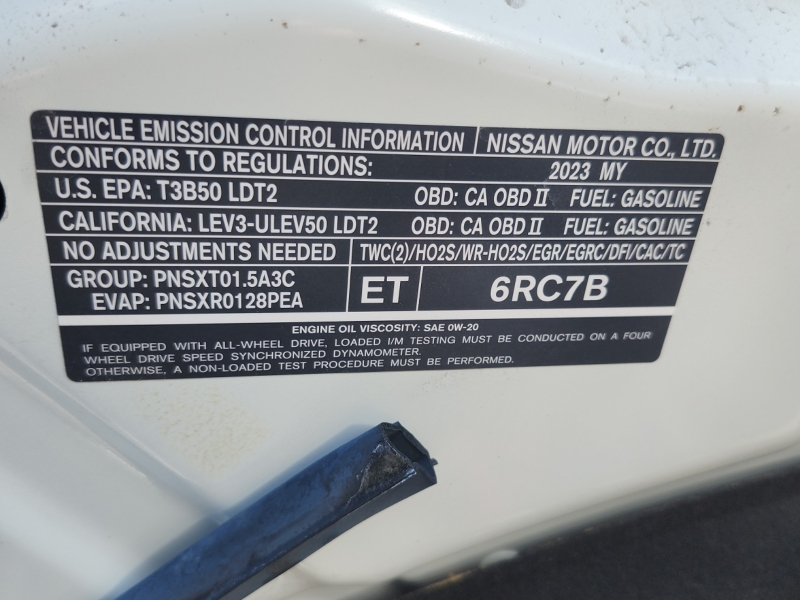 VEHICLE EMISSION CONTROL INFORMATION NISSAN MOTOR CO., LTD.
CONFORMS TO REGULATIONS: 2023 MY
U.S. EPA: T3B50 LDT2 OBD: CA OBD II FUEL: GASOLINE
CALIFORNIA: LEV3-ULEV50 LDT2 OBD: CA OBD II FUEL: GASOLINE
NO ADJUSTMENTS NEEDED TWC(2)/HO2S/WR-HO2S/EGR/EGRC/DFI/CAC/TC
GROUP: PNSXT01.5A3C
EVAP: PNSXR0128PEA
ET 6RC7B
ENGINE OIL VISCOSITY: SAE 0W-20
IF EQUIPPED WITH ALL-WHEEL DRIVE, LOADED I/M TESTING MUST BE CONDUCTED ON A FOUR
WHEEL DRIVE SPEED SYNCHRONIZED DYNAMOMETER.
OTHERWISE, A NON-LOADED TEST PROCEDURE MUST BE PERFORMED.